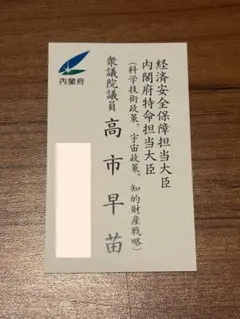 内閣府
経済安全保障担当大臣
内閣府特命担当大臣
(科学技術政策、宇宙政策、知的財産戦略)
衆議院議員
高市早苗